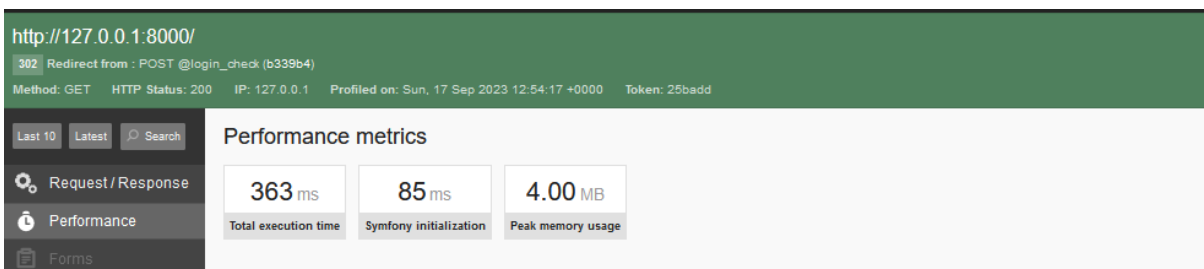 http://127.0.0.1:8000/
302 Redirect from : POST @login_check (b339b4)
Method: GET HTTP Status: 200 IP: 127.0.0.1 Profiled on: Sun, 17 Sep 2023 12:54:17 +0000 Token: 25badd
Last 10 Latest Search
Request / Response
Performance
Forms
Performance metrics
363 ms
Total execution time
85 ms
Symfony initialization
4.00 MB
Peak memory usage